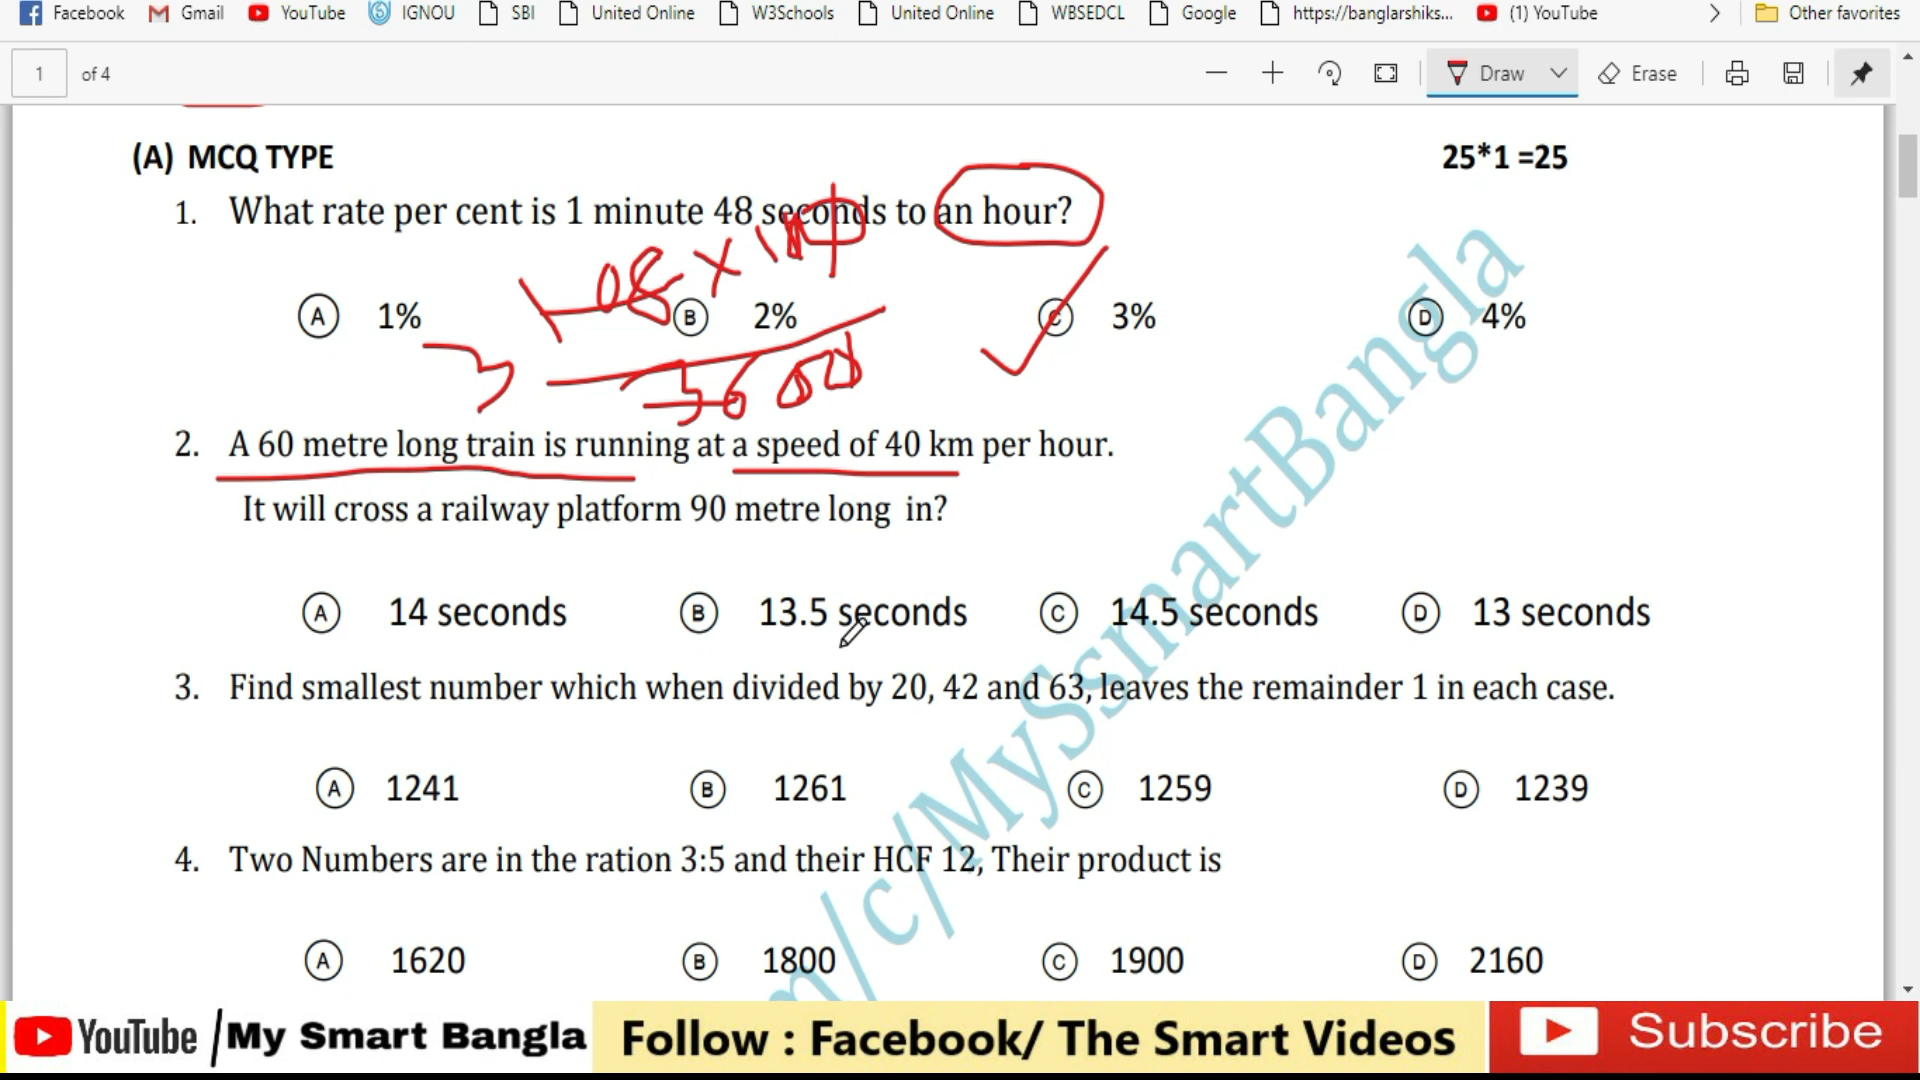 Facebook Gmail YouTube IGNOU SBI United Online W3Schools United Online WBSEDCL Google https://banglarshiks... (1) YouTube Other favorites
1 of 4 Draw Erase
(A) MCQ TYPE 25*1 =25
1. What rate per cent is 1 minute 48 seconds to an hour?
108 X 100
A 1% B 2% C 3% D 4%
3600
2. A 60 metre long train is running at a speed of 40 km per hour.
It will cross a railway platform 90 metre long in?
A 14 seconds B 13.5 seconds C 14.5 seconds D 13 seconds
3. Find smallest number which when divided by 20, 42 and 63, leaves the remainder 1 in each case.
A 1241 B 1261 C 1259 D 1239
4. Two Numbers are in the ration 3:5 and their HCF 12, Their product is
A 1620 B 1800 C 1900 D 2160
m/c/MySsmartBangla
YouTube /My Smart Bangla Follow : Facebook/ The Smart Videos Subscribe